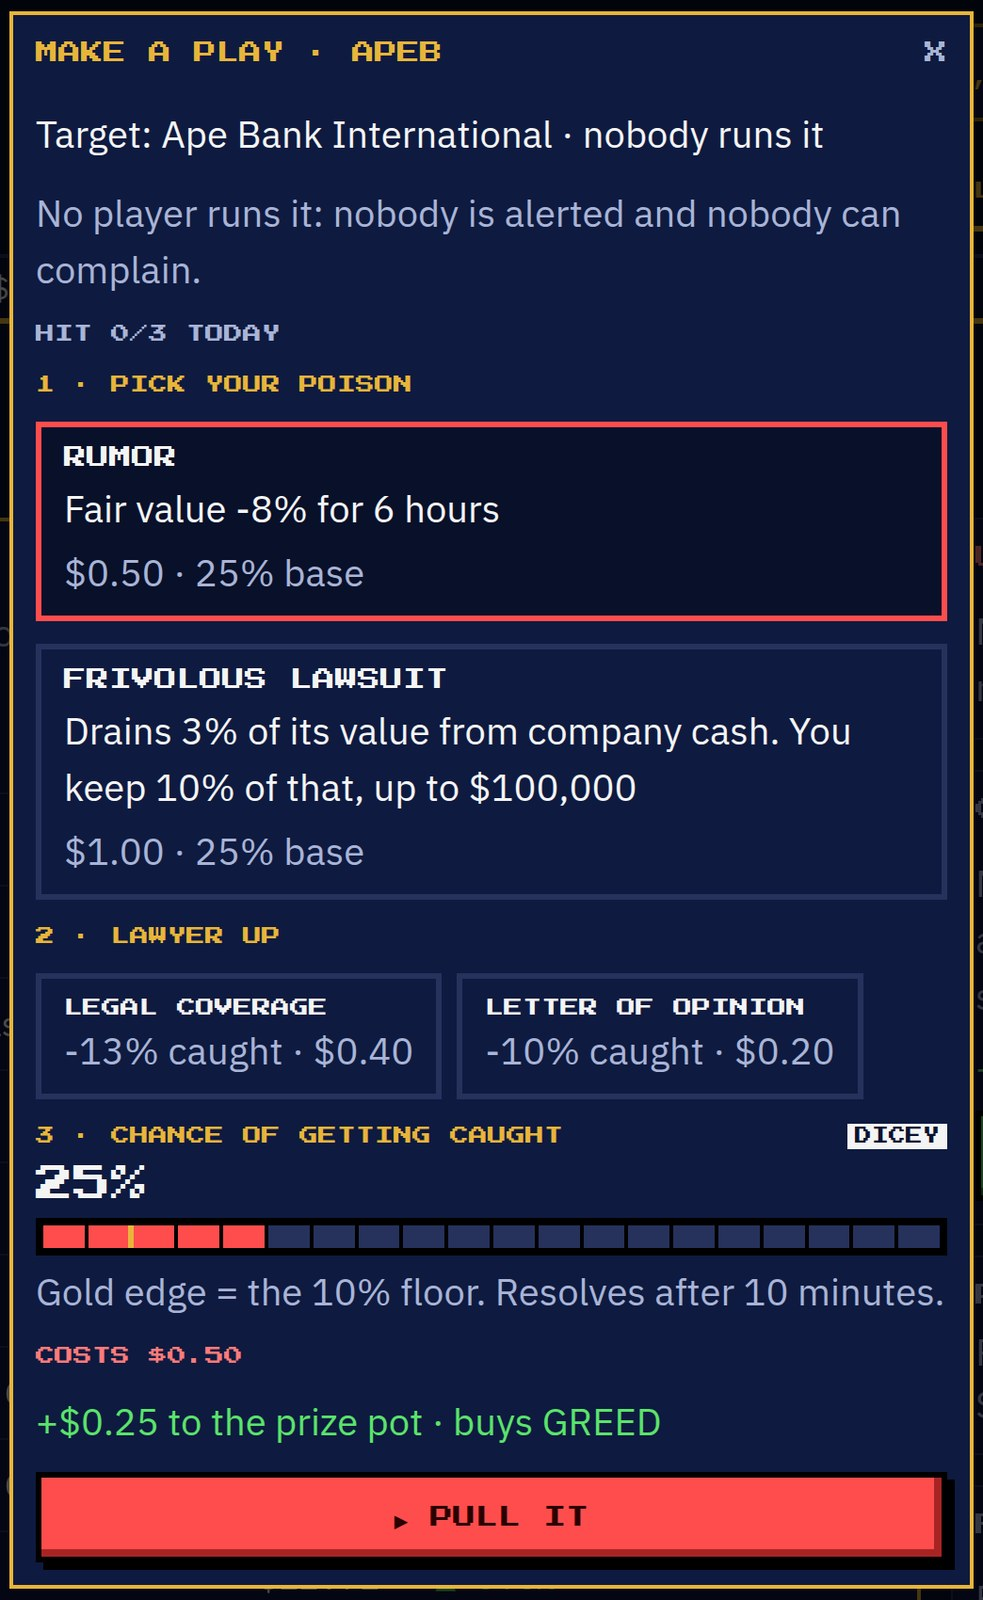 MAKE A PLAY · APEB X
Target: Ape Bank International · nobody runs it
No player runs it: nobody is alerted and nobody can
complain.
HIT 0/3 TODAY
1 · PICK YOUR POISON
RUMOR
Fair value -8% for 6 hours
$0.50 · 25% base
FRIVOLOUS LAWSUIT
Drains 3% of its value from company cash. You
keep 10% of that, up to $100,000
$1.00 · 25% base
2 · LAWYER UP
LEGAL COVERAGE
-13% caught · $0.40
LETTER OF OPINION
-10% caught · $0.20
3 · CHANCE OF GETTING CAUGHT DICEY
25%
Gold edge = the 10% floor. Resolves after 10 minutes.
COSTS $0.50
+$0.25 to the prize pot · buys GREED
▸ PULL IT